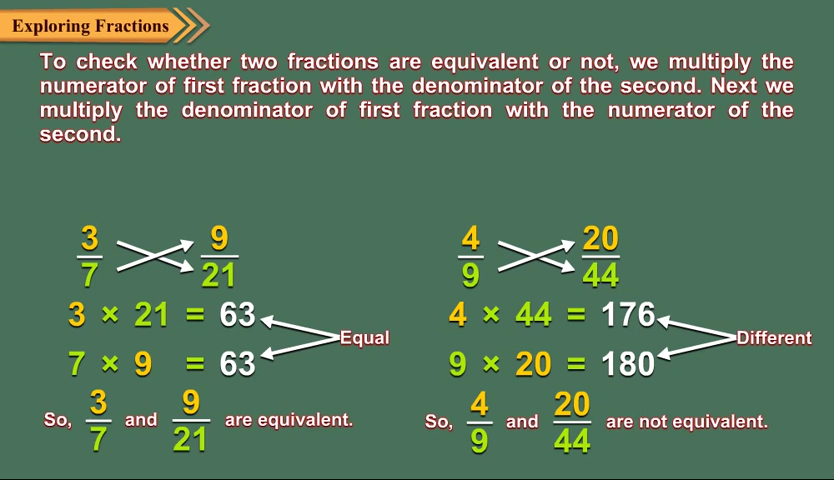 Exploring Fractions
To check whether two fractions are equivalent or not, we multiply the
numerator of first fraction with the denominator of the second. Next we
multiply the denominator of first fraction with the numerator of the
second.
3/7 9/21
3 × 21 = 63
7 × 9 = 63
Equal
So, 3/7 and 9/21 are equivalent.
4/9 20/44
4 × 44 = 176
9 × 20 = 180
Different
So, 4/9 and 20/44 are not equivalent.